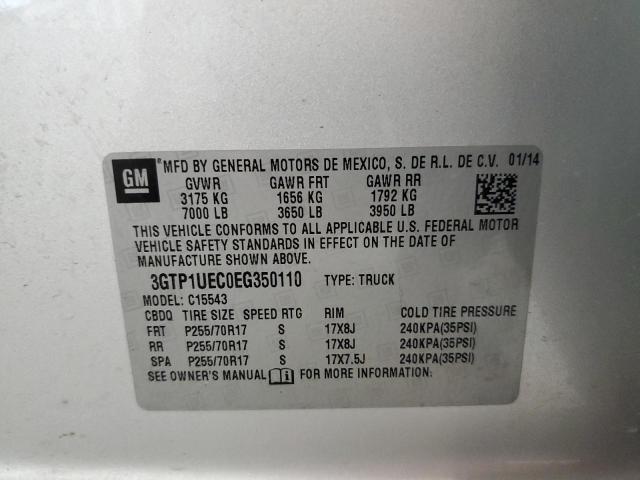 GM ® MFD BY GENERAL MOTORS DE MEXICO, S. DE R.L. DE C.V. 01/14
GVWR GAWR FRT GAWR RR
3175 KG 1656 KG 1792 KG
7000 LB 3650 LB 3950 LB
THIS VEHICLE CONFORMS TO ALL APPLICABLE U.S. FEDERAL MOTOR
VEHICLE SAFETY STANDARDS IN EFFECT ON THE DATE OF
MANUFACTURE SHOWN ABOVE.
3GTP1UEC0EG350110 TYPE: TRUCK
MODEL: C15543
CBDQ TIRE SIZE SPEED RTG RIM COLD TIRE PRESSURE
FRT P255/70R17 S 17X8J 240KPA(35PSI)
RR P255/70R17 S 17X8J 240KPA(35PSI)
SPA P255/70R17 S 17X7.5J 240KPA(35PSI)
SEE OWNER'S MANUAL FOR MORE INFORMATION.